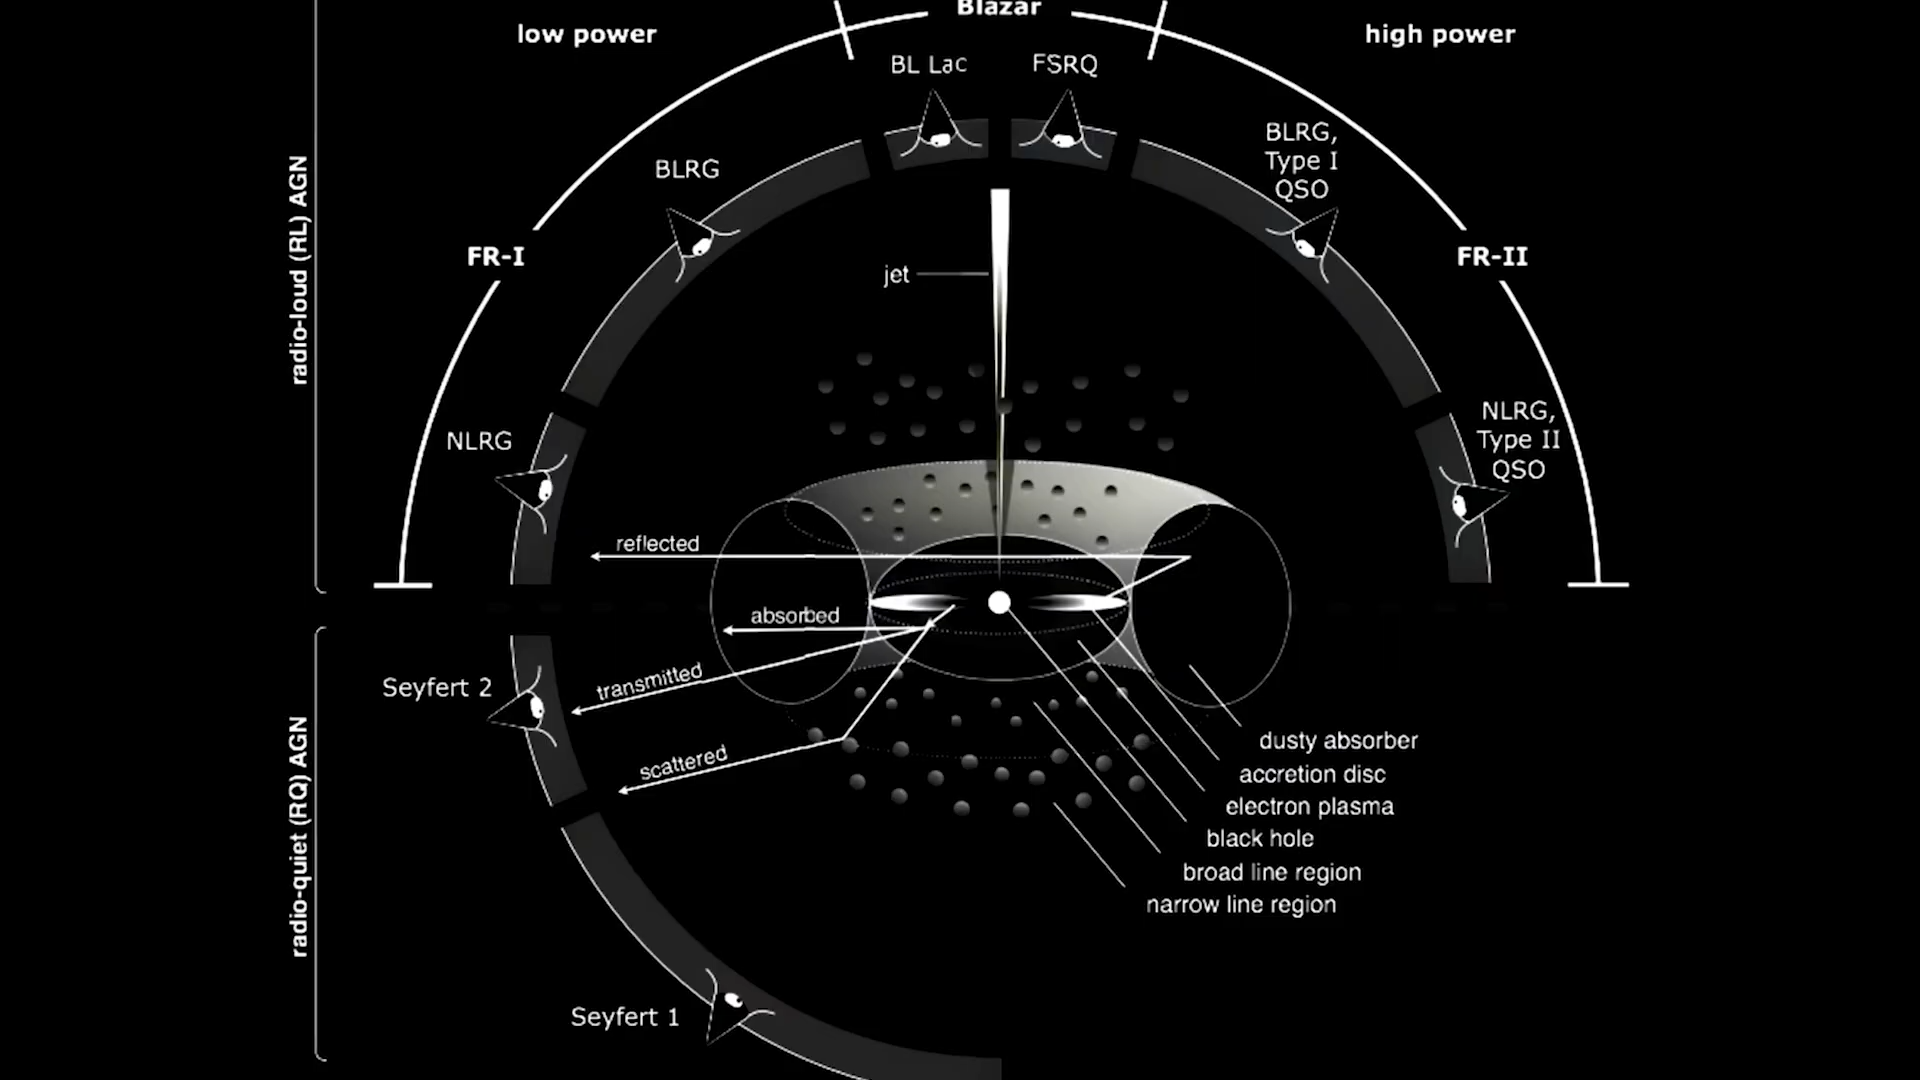 Blazar
low power
high power
BL Lac
FSRQ
BLRG
BLRG,
Type I
QSO
radio-loud (RL) AGN
FR-I
FR-II
jet
NLRG
NLRG,
Type II
QSO
reflected
absorbed
transmitted
Seyfert 2
scattered
dusty absorber
accretion disc
electron plasma
black hole
broad line region
narrow line region
radio-quiet (RQ) AGN
Seyfert 1